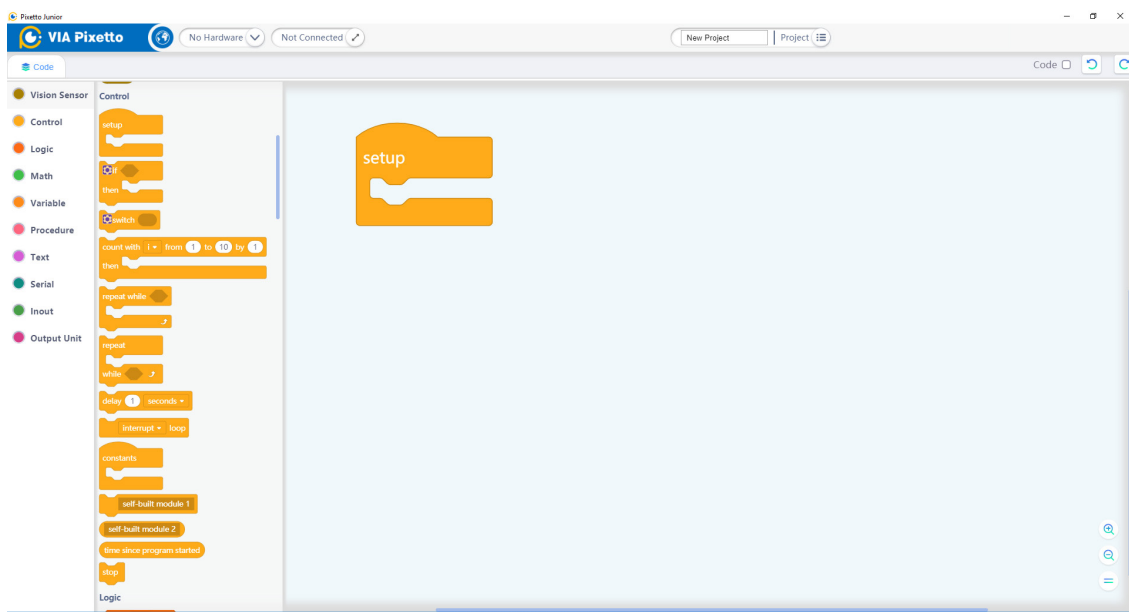 Pixetto Junior
VIA Pixetto
No Hardware
Not Connected
New Project
Project
Code
Code
Vision Sensor
Control
Logic
Math
Variable
Procedure
Text
Serial
Inout
Output Unit
Control
setup
if
then
switch
count with i from 1 to 10 by 1
then
repeat while
repeat
while
delay 1 seconds
interrupt loop
constants
self-built module 1
self-built module 2
time since program started
stop
Logic
setup